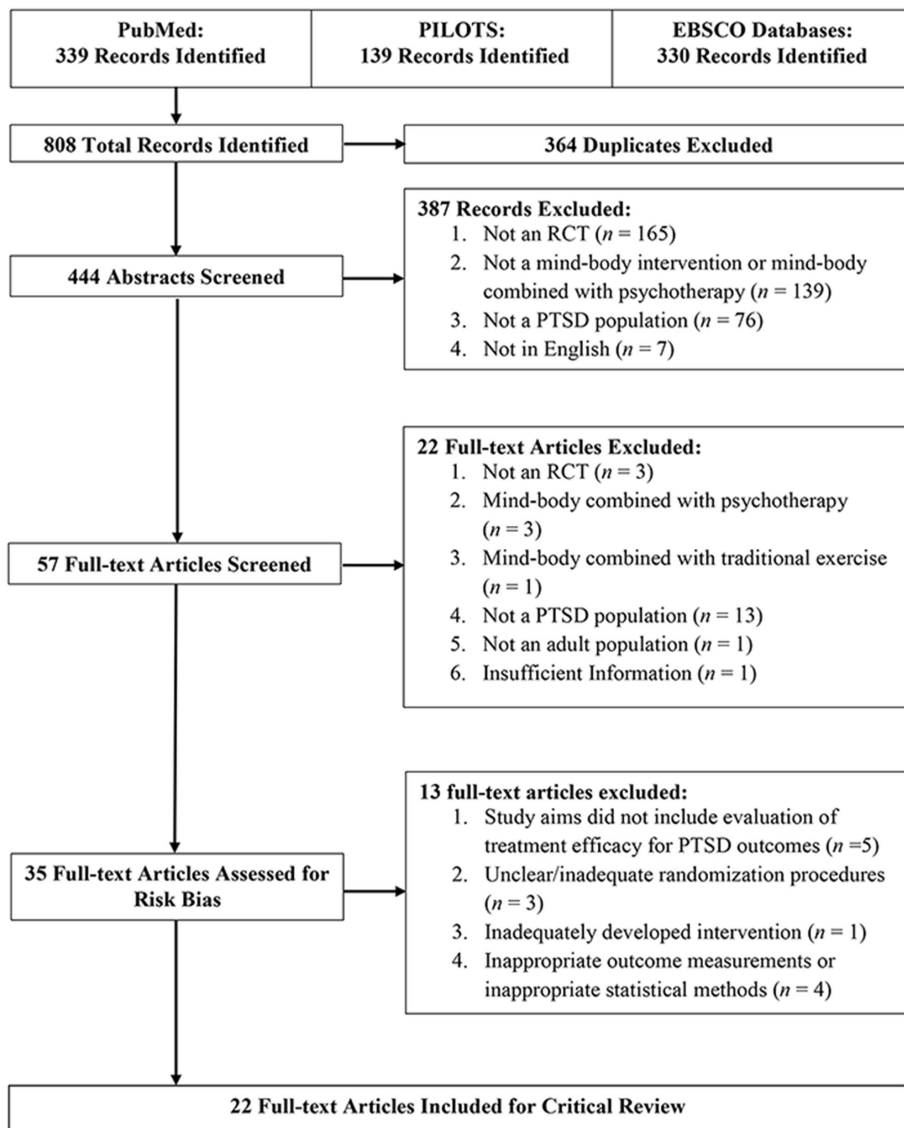 PubMed:
339 Records Identified
PILOTS:
139 Records Identified
EBSCO Databases:
330 Records Identified
808 Total Records Identified
364 Duplicates Excluded
444 Abstracts Screened
387 Records Excluded:
1. Not an RCT (n = 165)
2. Not a mind-body intervention or mind-body
combined with psychotherapy (n = 139)
3. Not a PTSD population (n = 76)
4. Not in English (n = 7)
57 Full-text Articles Screened
22 Full-text Articles Excluded:
1. Not an RCT (n = 3)
2. Mind-body combined with psychotherapy
(n = 3)
3. Mind-body combined with traditional exercise
(n = 1)
4. Not a PTSD population (n = 13)
5. Not an adult population (n = 1)
6. Insufficient Information (n = 1)
35 Full-text Articles Assessed for
Risk Bias
13 full-text articles excluded:
1. Study aims did not include evaluation of
treatment efficacy for PTSD outcomes (n =5)
2. Unclear/inadequate randomization procedures
(n = 3)
3. Inadequately developed intervention (n = 1)
4. Inappropriate outcome measurements or
inappropriate statistical methods (n = 4)
22 Full-text Articles Included for Critical Review